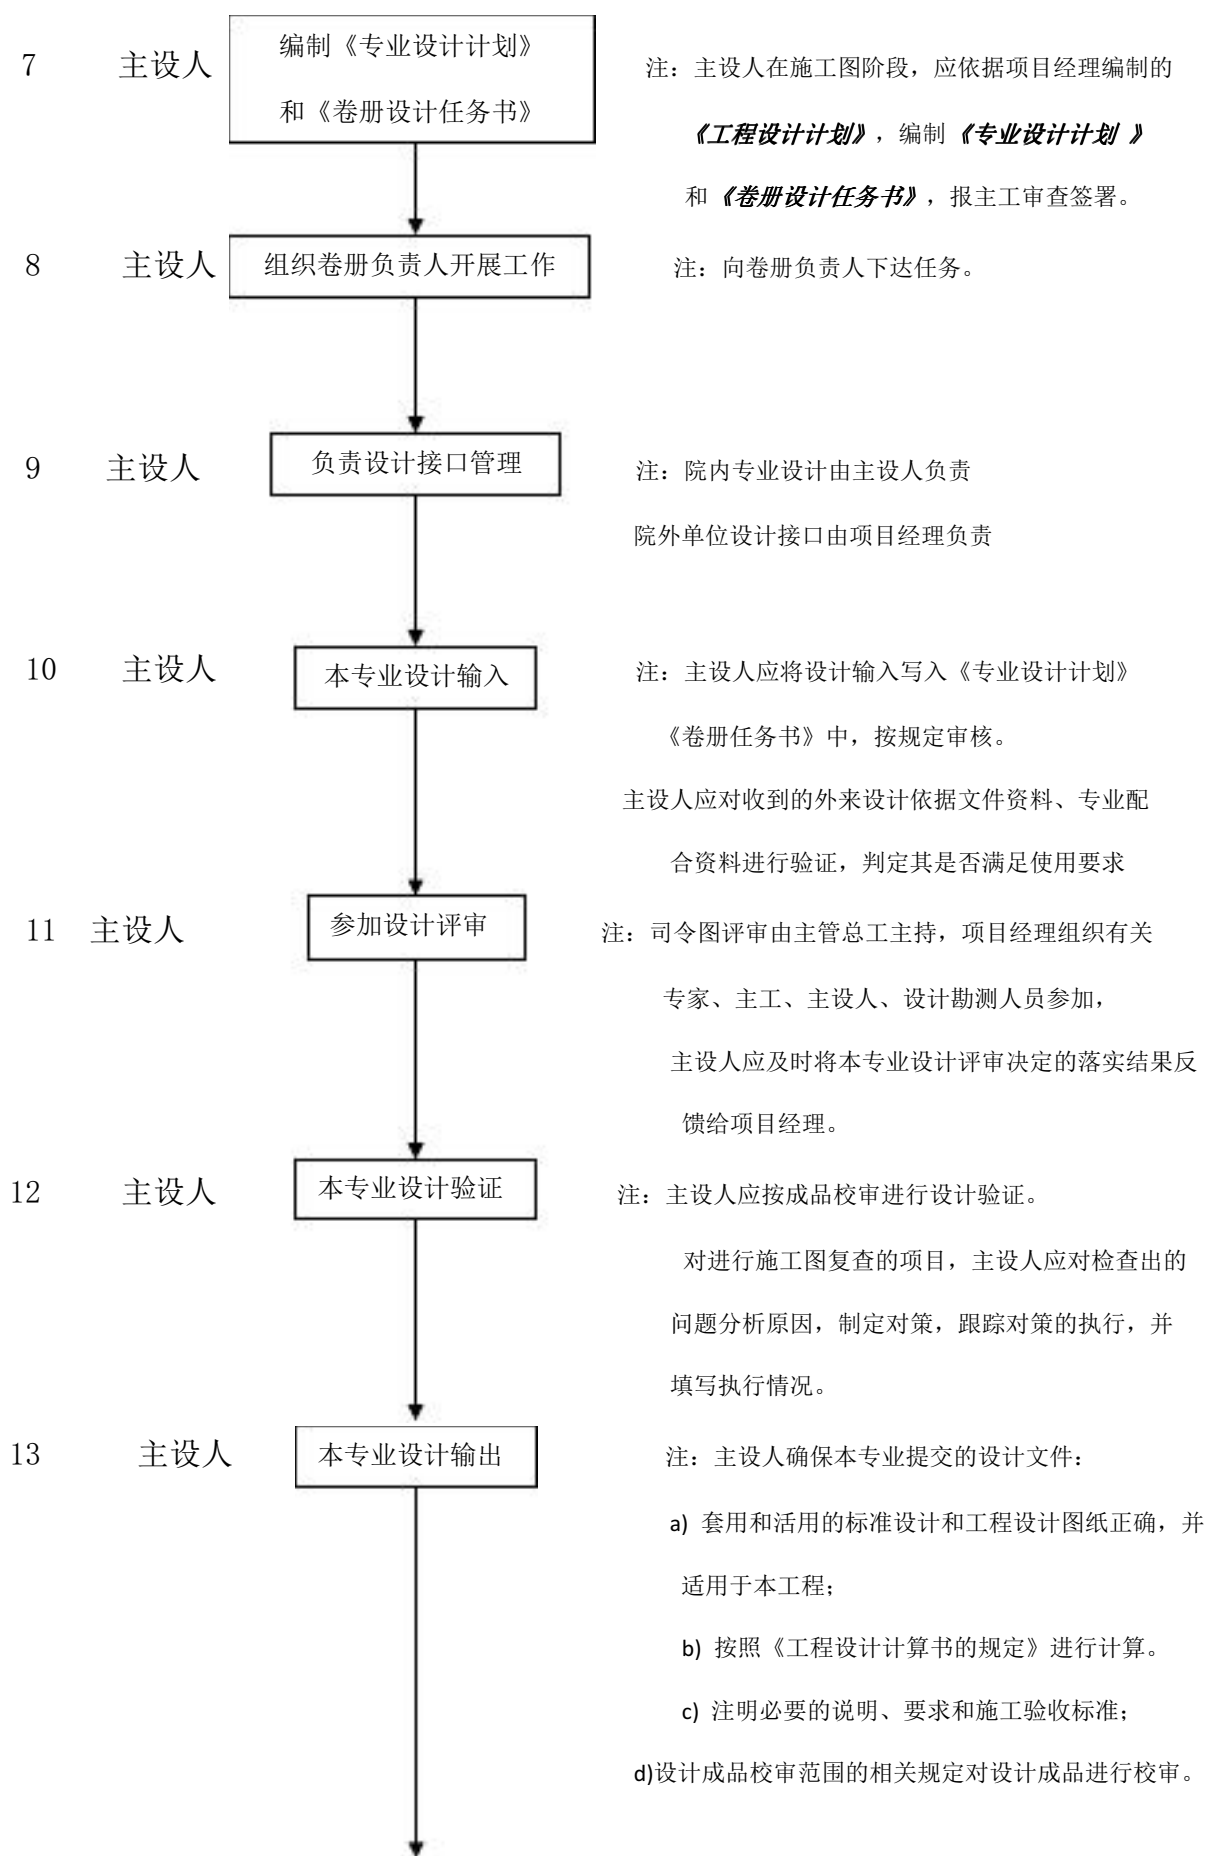 编制《专业设计计划》
7 主设人 注：主设人在施工图阶段，应依据项目经理编制的
和《卷册设计任务书》
《工程设计计划》，编制《专业设计计划 》
和《卷册设计任务书》，报主工审查签署。
8 主设人 组织卷册负责人开展工作 注：向卷册负责人下达任务。
9 主设人 负责设计接口管理 注：院内专业设计由主设人负责
院外单位设计接口由项目经理负责
10 主设人 本专业设计输入 注：主设人应将设计输入写入《专业设计计划》
《卷册任务书》中，按规定审核。
主设人应对收到的外来设计依据文件资料、专业配
合资料进行验证，判定其是否满足使用要求
11 主设人 参加设计评审 注：司令图评审由主管总工主持，项目经理组织有关
专家、主工、主设人、设计勘测人员参加，
主设人应及时将本专业设计评审决定的落实结果反
馈给项目经理。
12 主设人 本专业设计验证 注：主设人应按成品校审进行设计验证。
对进行施工图复查的项目，主设人应对检查出的
问题分析原因，制定对策，跟踪对策的执行，并
填写执行情况。
13 主设人 本专业设计输出 注：主设人确保本专业提交的设计文件：
a) 套用和活用的标准设计和工程设计图纸正确，并
适用于本工程；
b) 按照《工程设计计算书的规定》进行计算。
c) 注明必要的说明、要求和施工验收标准；
d)设计成品校审范围的相关规定对设计成品进行校审。